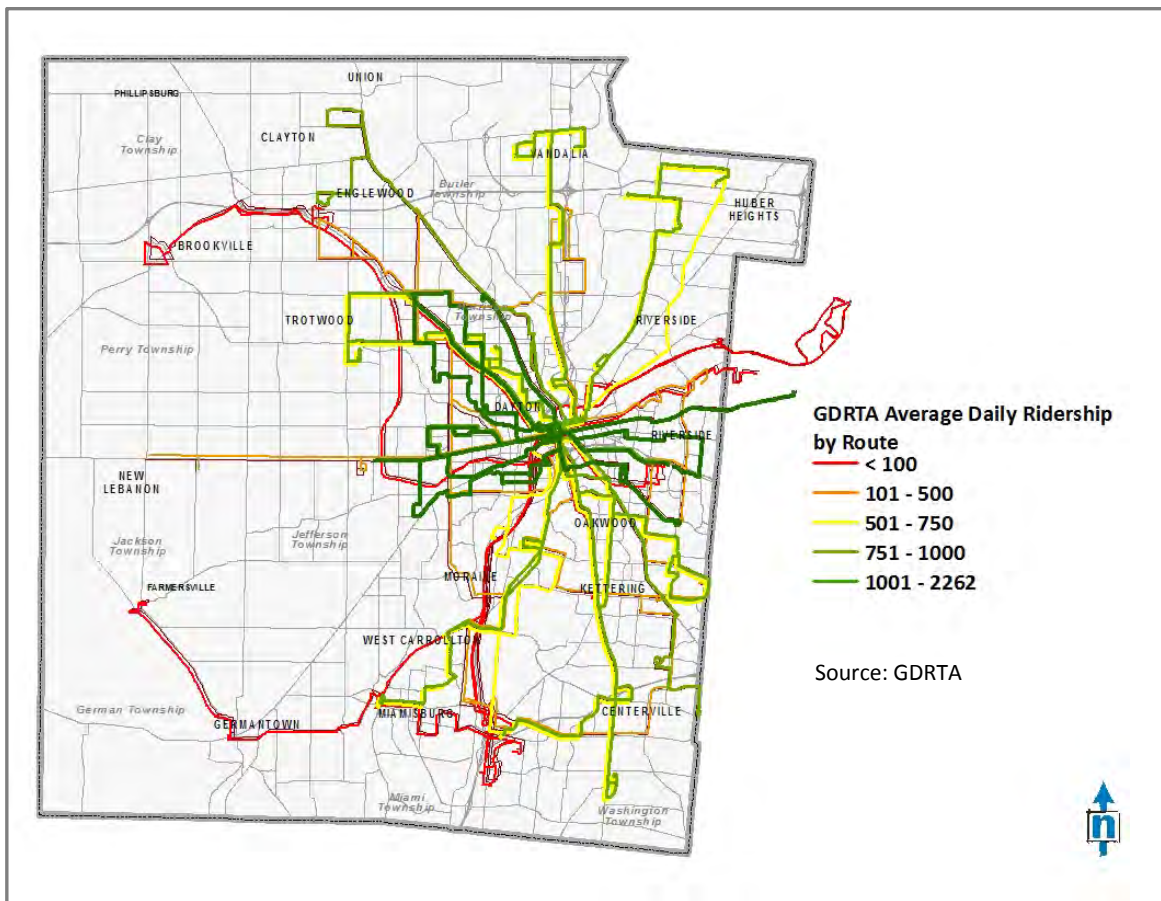 UNION
PHILLIPSBURG
CLAYTON
Clay
Township
VANDALIA
Butler
Township
ENGLEWOOD
HUBER
HEIGHTS
BROOKVILLE
Township
TROTWOOD
RIVERSIDE
Perry Township
DAYTON
RIVERSIDE
NEW
LEBANON
OAKWOOD
Jefferson
Township
Jackson
Township
MORAINE
KETTERING
FARMERSVILLE
WEST CARROLLTON
German Township
MIAMISBURG
CENTERVILLE
GERMANTOWN
Miami
Township
Washington
Township
GDRTA Average Daily Ridership
by Route
< 100
101 - 500
501 - 750
751 - 1000
1001 - 2262
Source: GDRTA
n